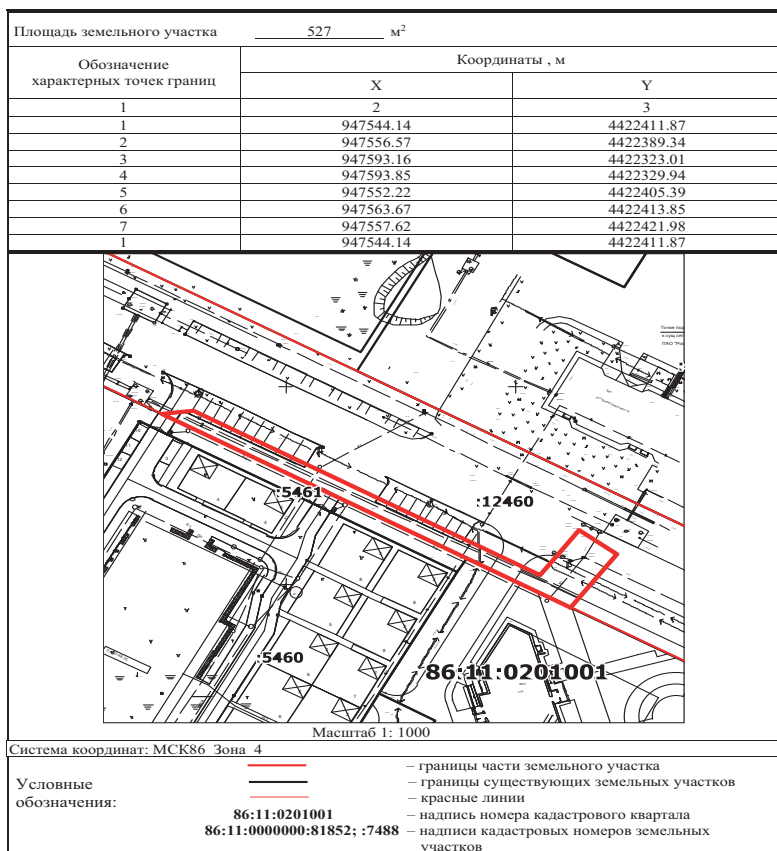 Площадь земельного участка 527 м²
Обозначение характерных точек границ
Координаты , м
X Y
1 2 3
1 947544.14 4422411.87
2 947556.57 4422389.34
3 947593.16 4422323.01
4 947593.85 4422329.94
5 947552.22 4422405.39
6 947563.67 4422413.85
7 947557.62 4422421.98
1 947544.14 4422411.87
:5461
:12460
:5460
86:11:0201001
Масштаб 1: 1000
Система координат: МСК86 Зона 4
Условные обозначения:
– границы части земельного участка
– границы существующих земельных участков
– красные линии
86:11:0201001 – надпись номера кадастрового квартала
86:11:0000000:81852; :7488 – надписи кадастровых номеров земельных
участков